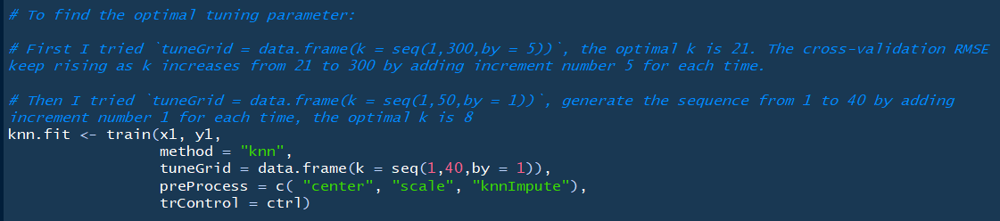 # To find the optimal tuning parameter:
# First I tried `tuneGrid = data.frame(k = seq(1,300,by = 5))`, the optimal k is 21. The cross-validation RMSE
keep rising as k increases from 21 to 300 by adding increment number 5 for each time.
# Then I tried `tuneGrid = data.frame(k = seq(1,50,by = 1))`, generate the sequence from 1 to 40 by adding
increment number 1 for each time, the optimal k is 8
knn.fit <- train(x1, y1,
method = "knn",
tuneGrid = data.frame(k = seq(1,40,by = 1)),
preProcess = c( "center", "scale", "knnImpute"),
trControl = ctrl)